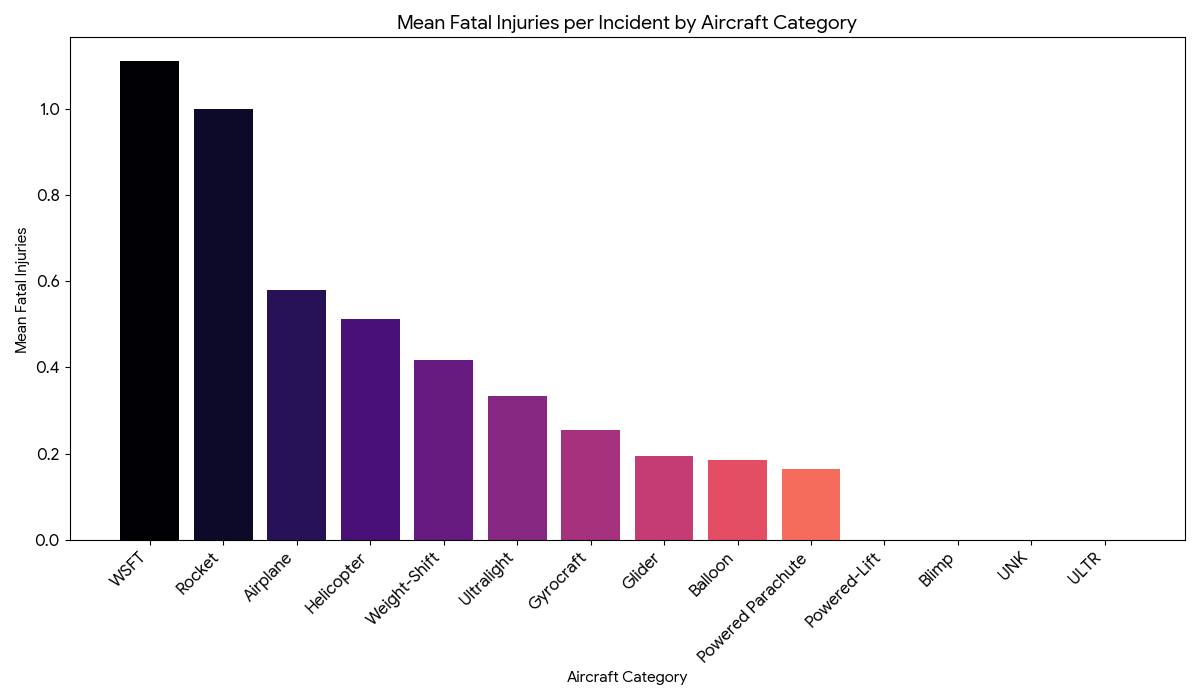 Mean Fatal Injuries per Incident by Aircraft Category
Mean Fatal Injuries
1.0
0.8
0.6
0.4
0.2
0.0
WSFT
Rocket
Airplane
Helicopter
Weight-Shift
Ultralight
Gyrocraft
Glider
Balloon
Powered Parachute
Powered-Lift
Blimp
UNK
ULTR
Aircraft Category